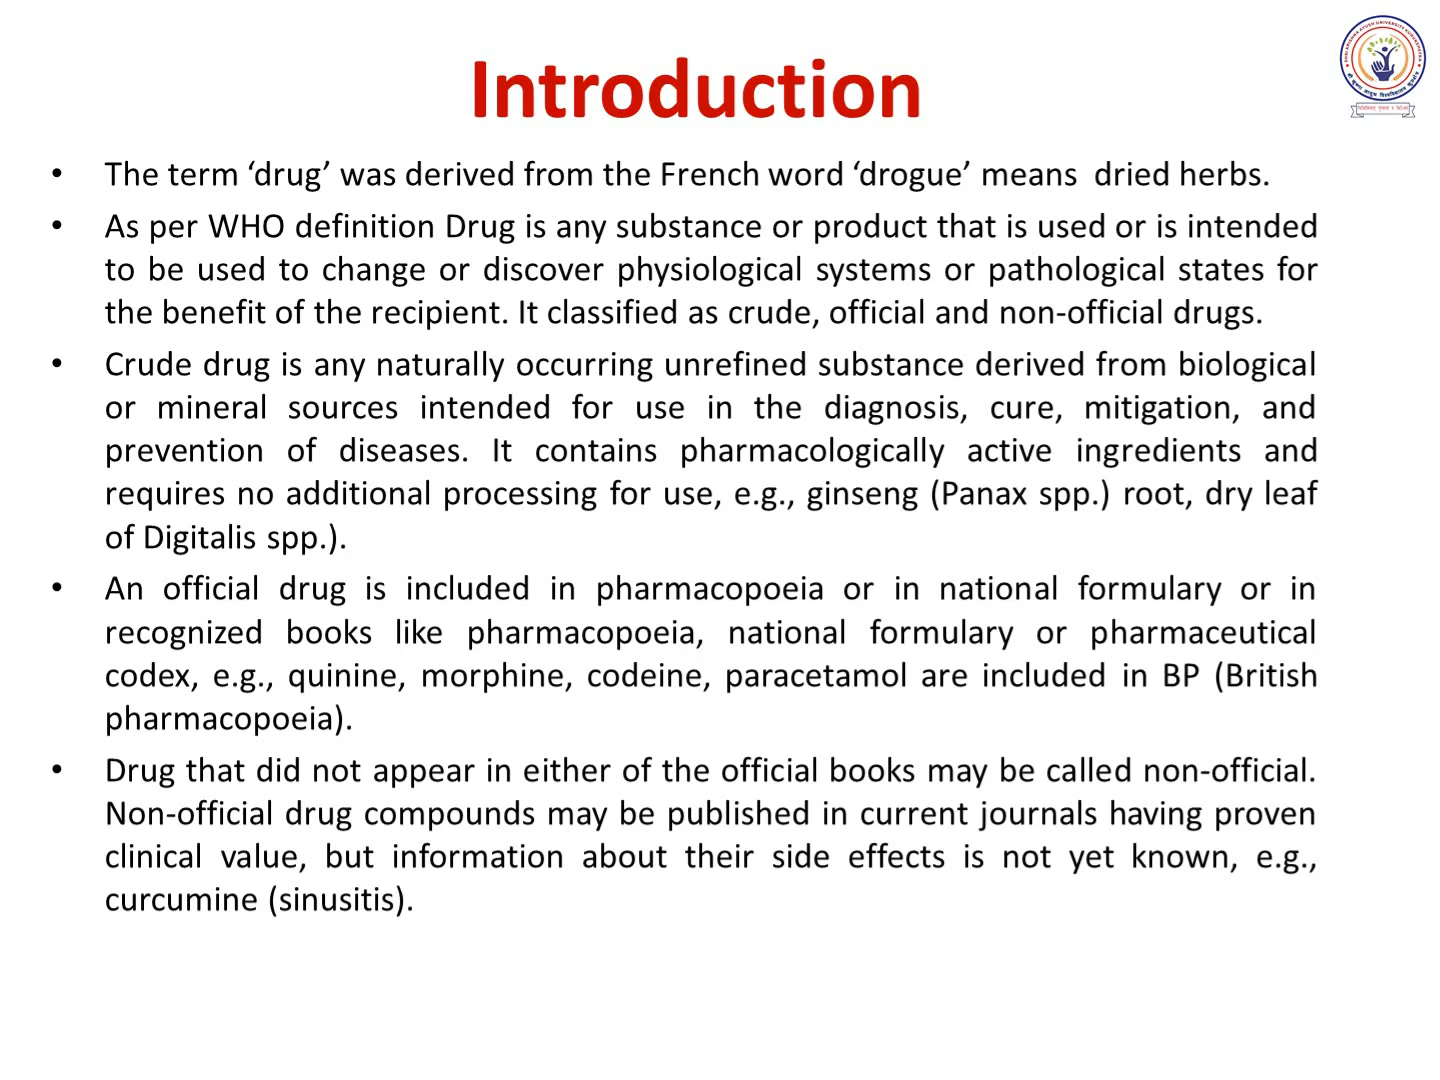 Introduction
SHRI KRISHNA AYUSH UNIVERSITY KURUKSHETRA
श्री कृष्णा आयुष विश्वविद्यालय कुरुक्षेत्र
• The term ‘drug’ was derived from the French word ‘drogue’ means  dried herbs.
• As per WHO definition Drug is any substance or product that is used or is intended
to be used to change or discover physiological systems or pathological states for
the benefit of the recipient. It classified as crude, official and non-official drugs.
• Crude drug is any naturally occurring unrefined substance derived from biological
or mineral sources intended for use in the diagnosis, cure, mitigation, and
prevention of diseases. It contains pharmacologically active ingredients and
requires no additional processing for use, e.g., ginseng (Panax spp.) root, dry leaf
of Digitalis spp.).
• An official drug is included in pharmacopoeia or in national formulary or in
recognized books like pharmacopoeia, national formulary or pharmaceutical
codex, e.g., quinine, morphine, codeine, paracetamol are included in BP (British
pharmacopoeia).
• Drug that did not appear in either of the official books may be called non-official.
Non-official drug compounds may be published in current journals having proven
clinical value, but information about their side effects is not yet known, e.g.,
curcumine (sinusitis).